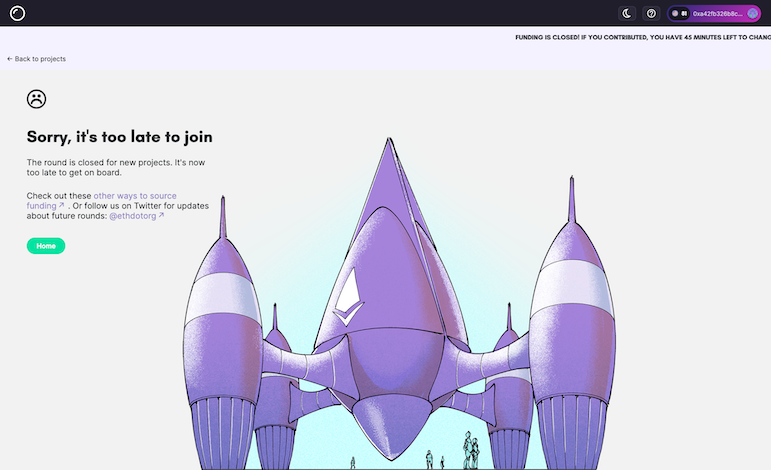 0xa42fb326b8c...
FUNDING IS CLOSED! IF YOU CONTRIBUTED, YOU HAVE 45 MINUTES LEFT TO CHANG
← Back to projects
Sorry, it's too late to join
The round is closed for new projects. It's now
too late to get on board.
Check out these other ways to source
funding ↗ . Or follow us on Twitter for updates
about future rounds: @ethdotorg ↗
Home